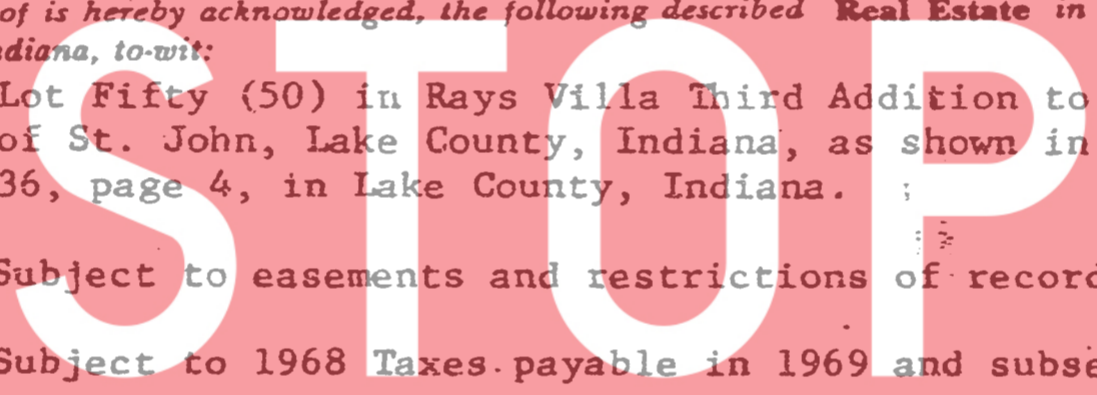 of is hereby acknowledged, the following described Real Estate in
diana, to-wit:
Lot Fifty (50) in Rays Villa Third Addition to
of St. John, Lake County, Indiana, as shown in
36, page 4, in Lake County, Indiana.
Subject to easements and restrictions of record
Subject to 1968 Taxes payable in 1969 and subse
STOP